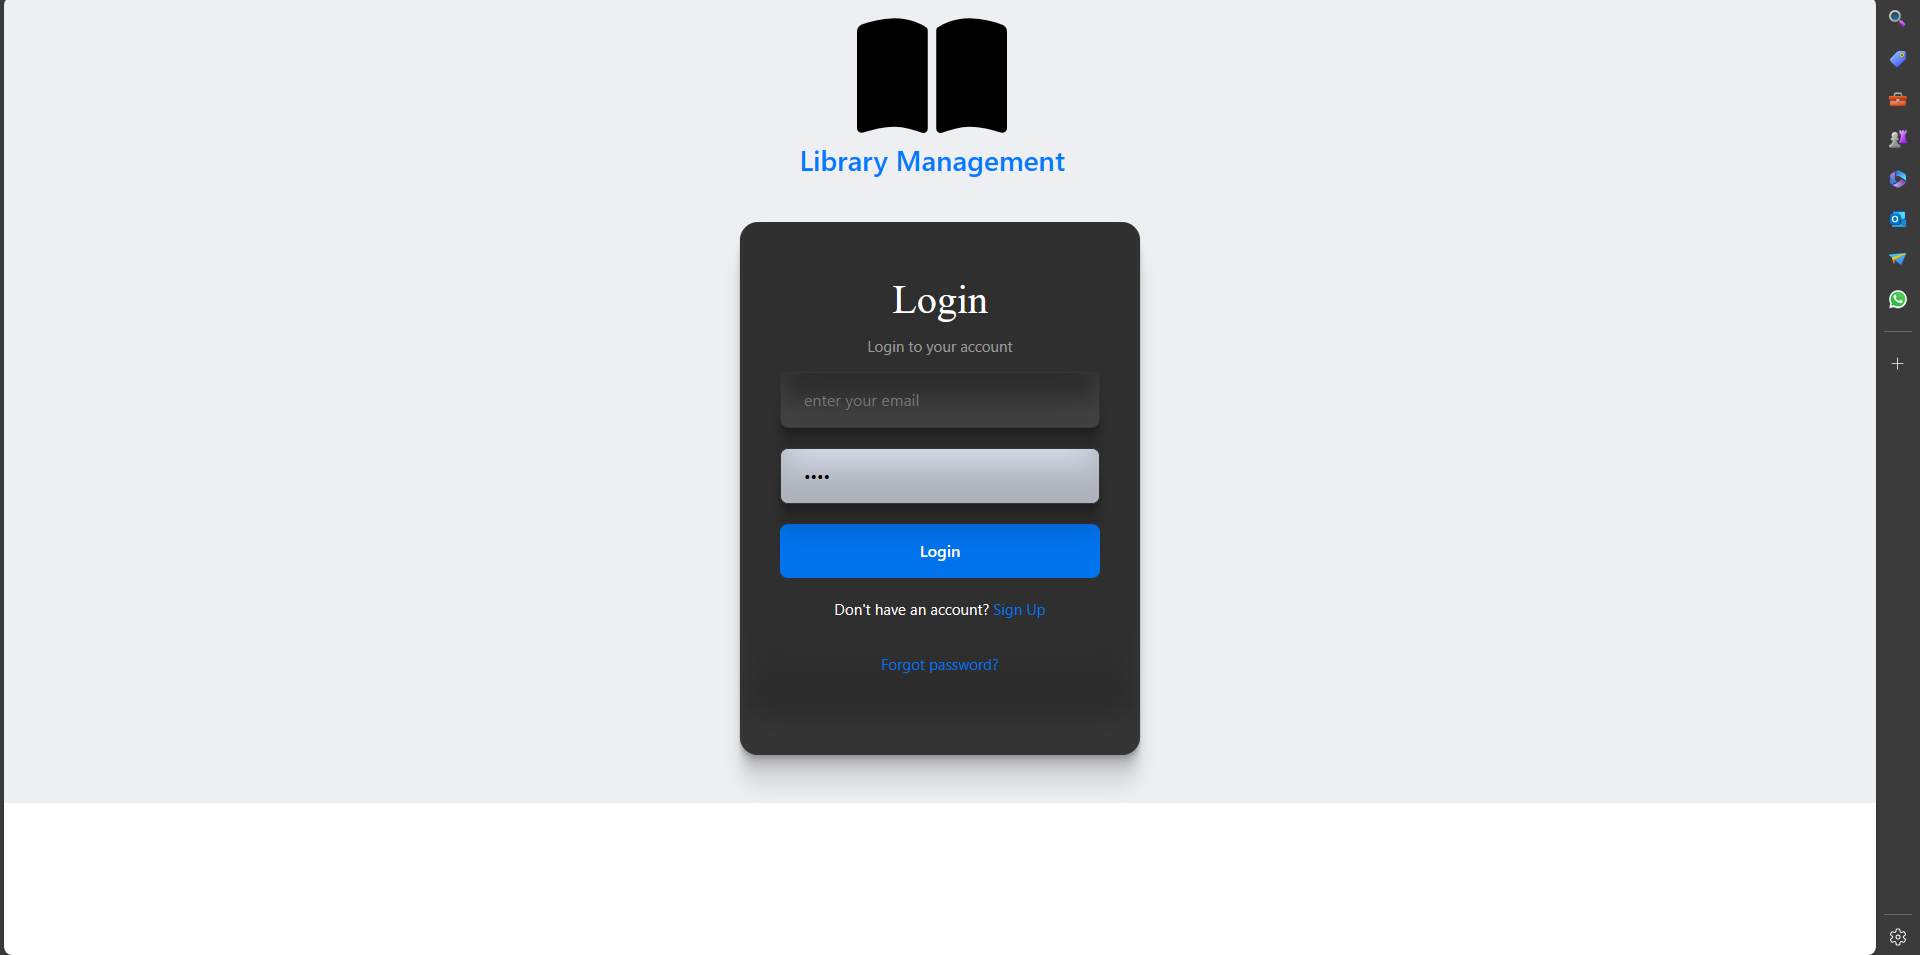 Library Management
Login
Login to your account
enter your email
••••
Login
Don't have an account? Sign Up
Forgot password?